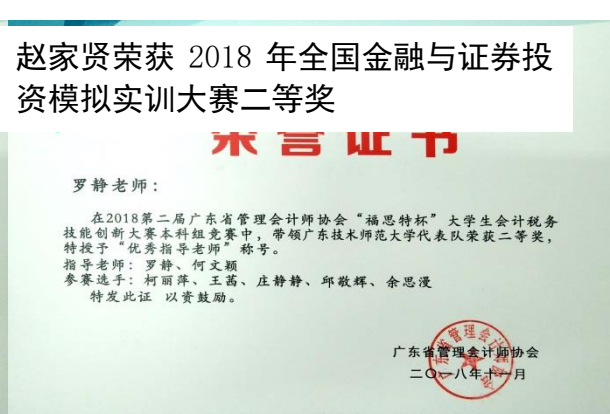 赵家贤荣获 2018 年全国金融与证券投
资模拟实训大赛二等奖
荣誉证书
罗静老师：
在2018第二届广东省管理会计师协会“福思特杯”大学生会计税务
技能创新大赛本科组竞赛中，带领广东技术师范大学代表队荣获二等奖，
特授予“优秀指导老师”称号。
指导老师：罗静、何文颖
参赛选手：柯丽萍、王茜、庄静静、邱敬辉、余思漫
特发此证 以资鼓励。
广东省管理会计师协会
二〇一八年十一月